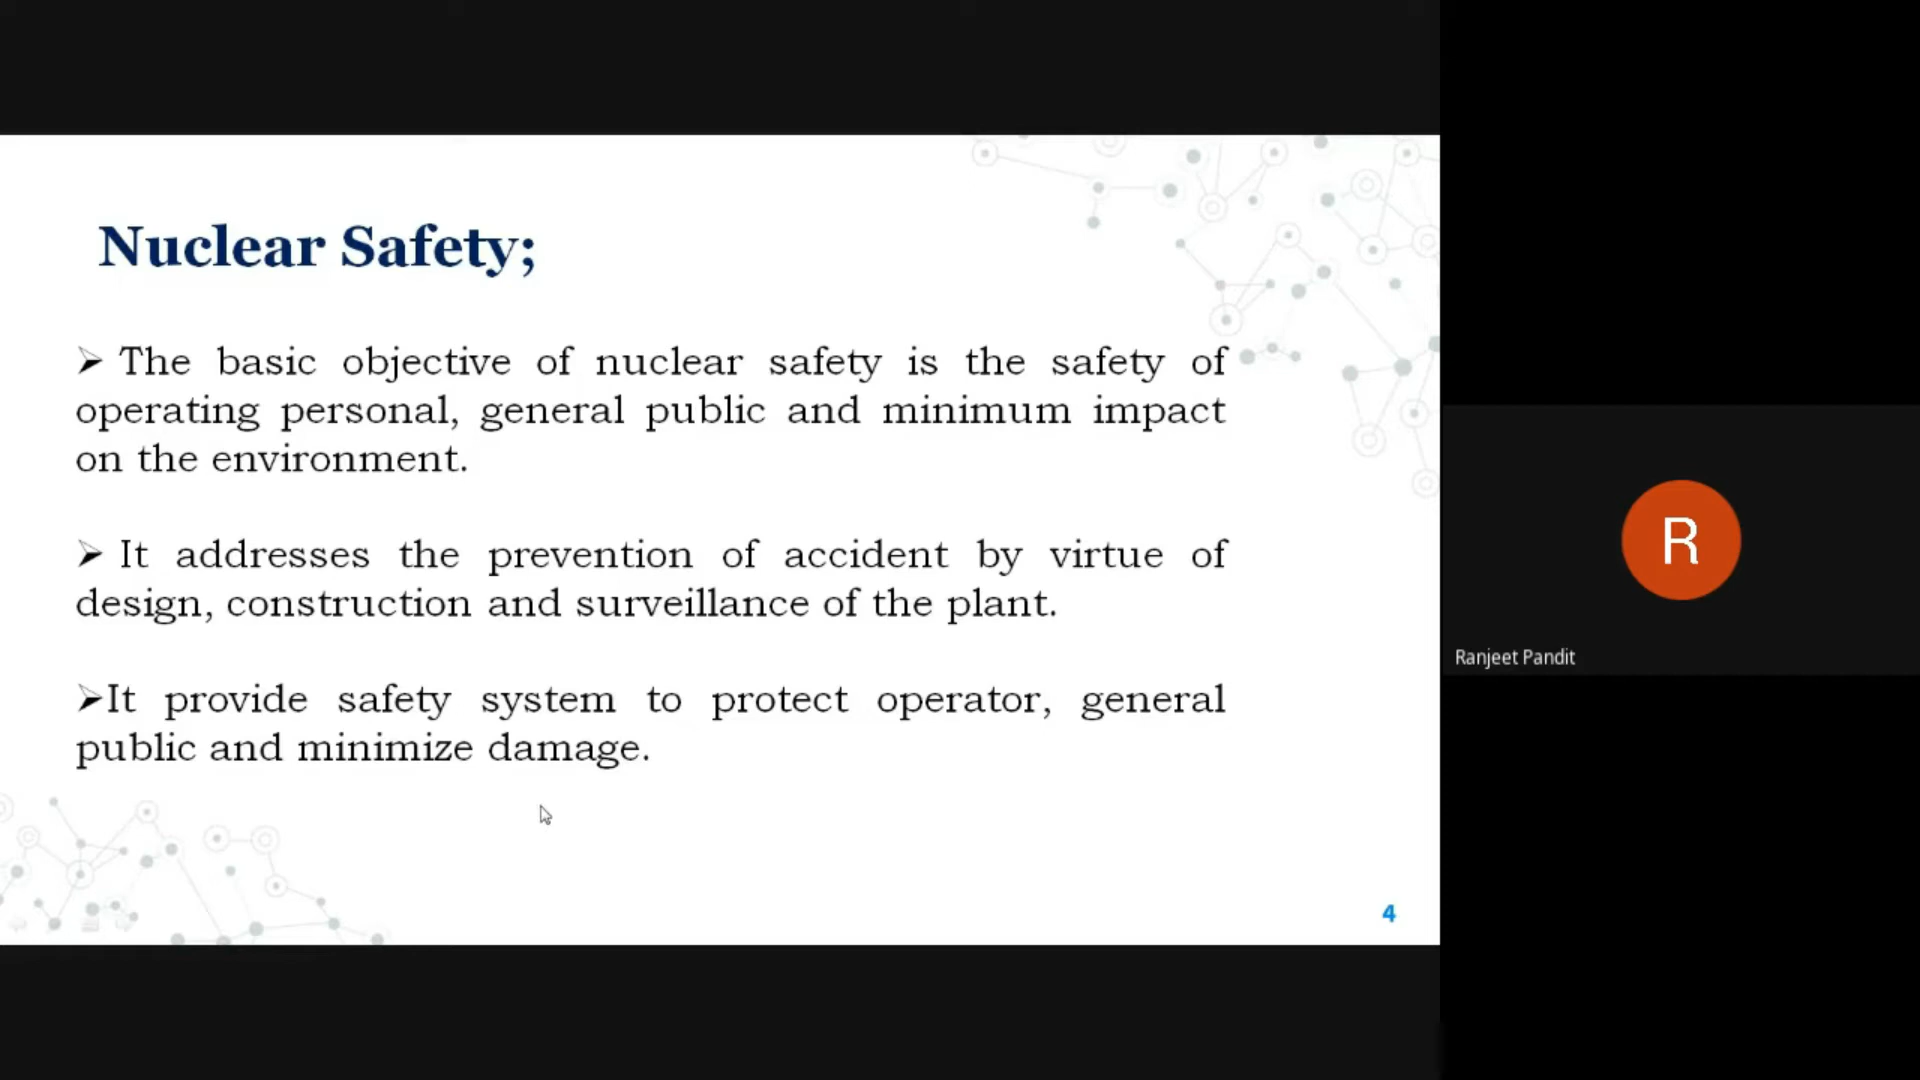 Nuclear Safety;
➢ The basic objective of nuclear safety is the safety of
operating personal, general public and minimum impact
on the environment.
➢ It addresses the prevention of accident by virtue of
design, construction and surveillance of the plant.
➢It provide safety system to protect operator, general
public and minimize damage.
4
R
Ranjeet Pandit